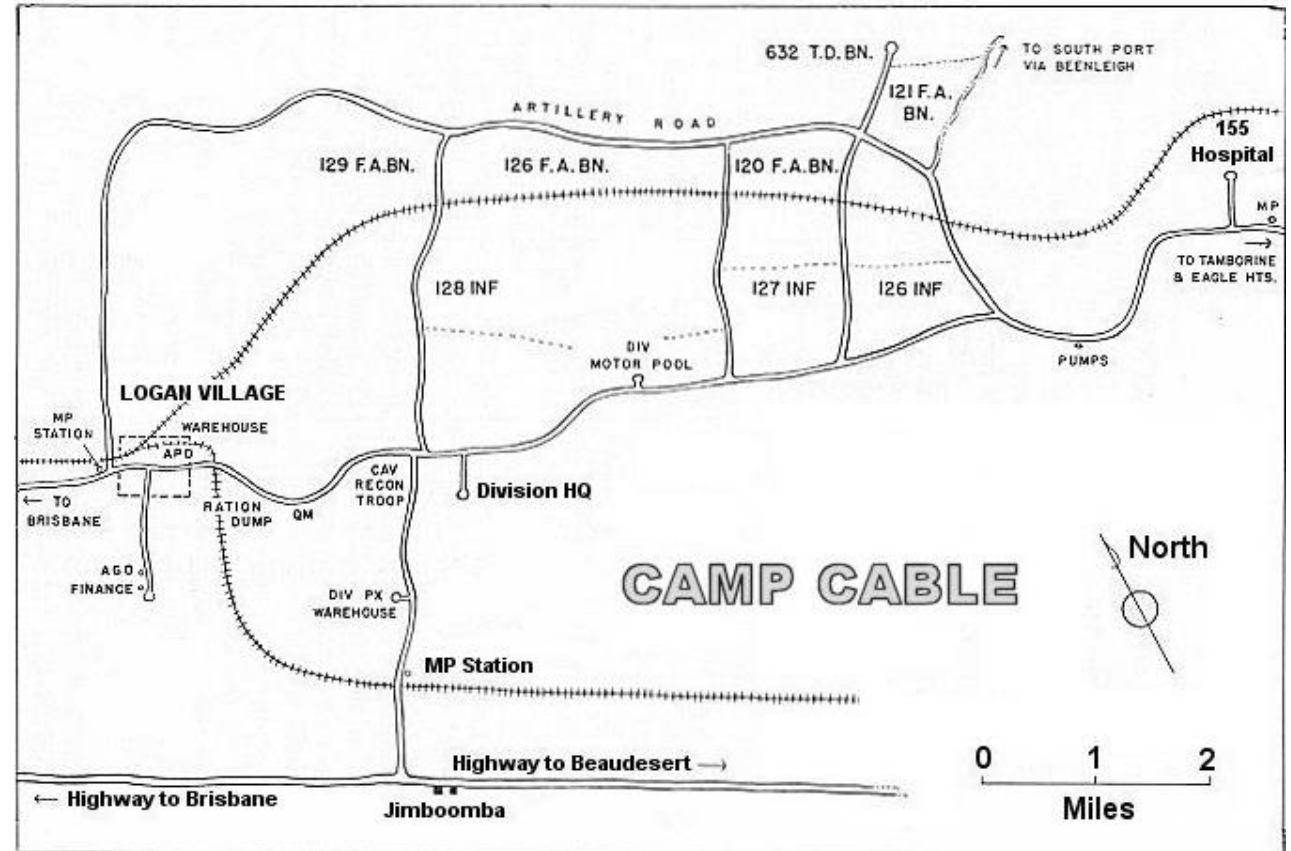 632 T.D. BN.
TO SOUTH PORT
VIA BEENLEIGH
121 F.A.
BN.
ARTILLERY ROAD
155
Hospital
129 F.A.BN.
126 F.A. BN.
120 F.A.BN.
MP
TO TAMBORINE
& EAGLE HTS.
128 INF
127 INF
126 INF
DIV
MOTOR POOL
PUMPS
LOGAN VILLAGE
MP
STATION
WAREHOUSE
APO
← TO
BRISBANE
RATION
DUMP
QM
CAV
RECON
TROOP
Division HQ
AGO
FINANCE
DIV PX
WAREHOUSE
CAMP CABLE
North
MP Station
0 1 2
Miles
Highway to Beaudesert →
← Highway to Brisbane
Jimboomba